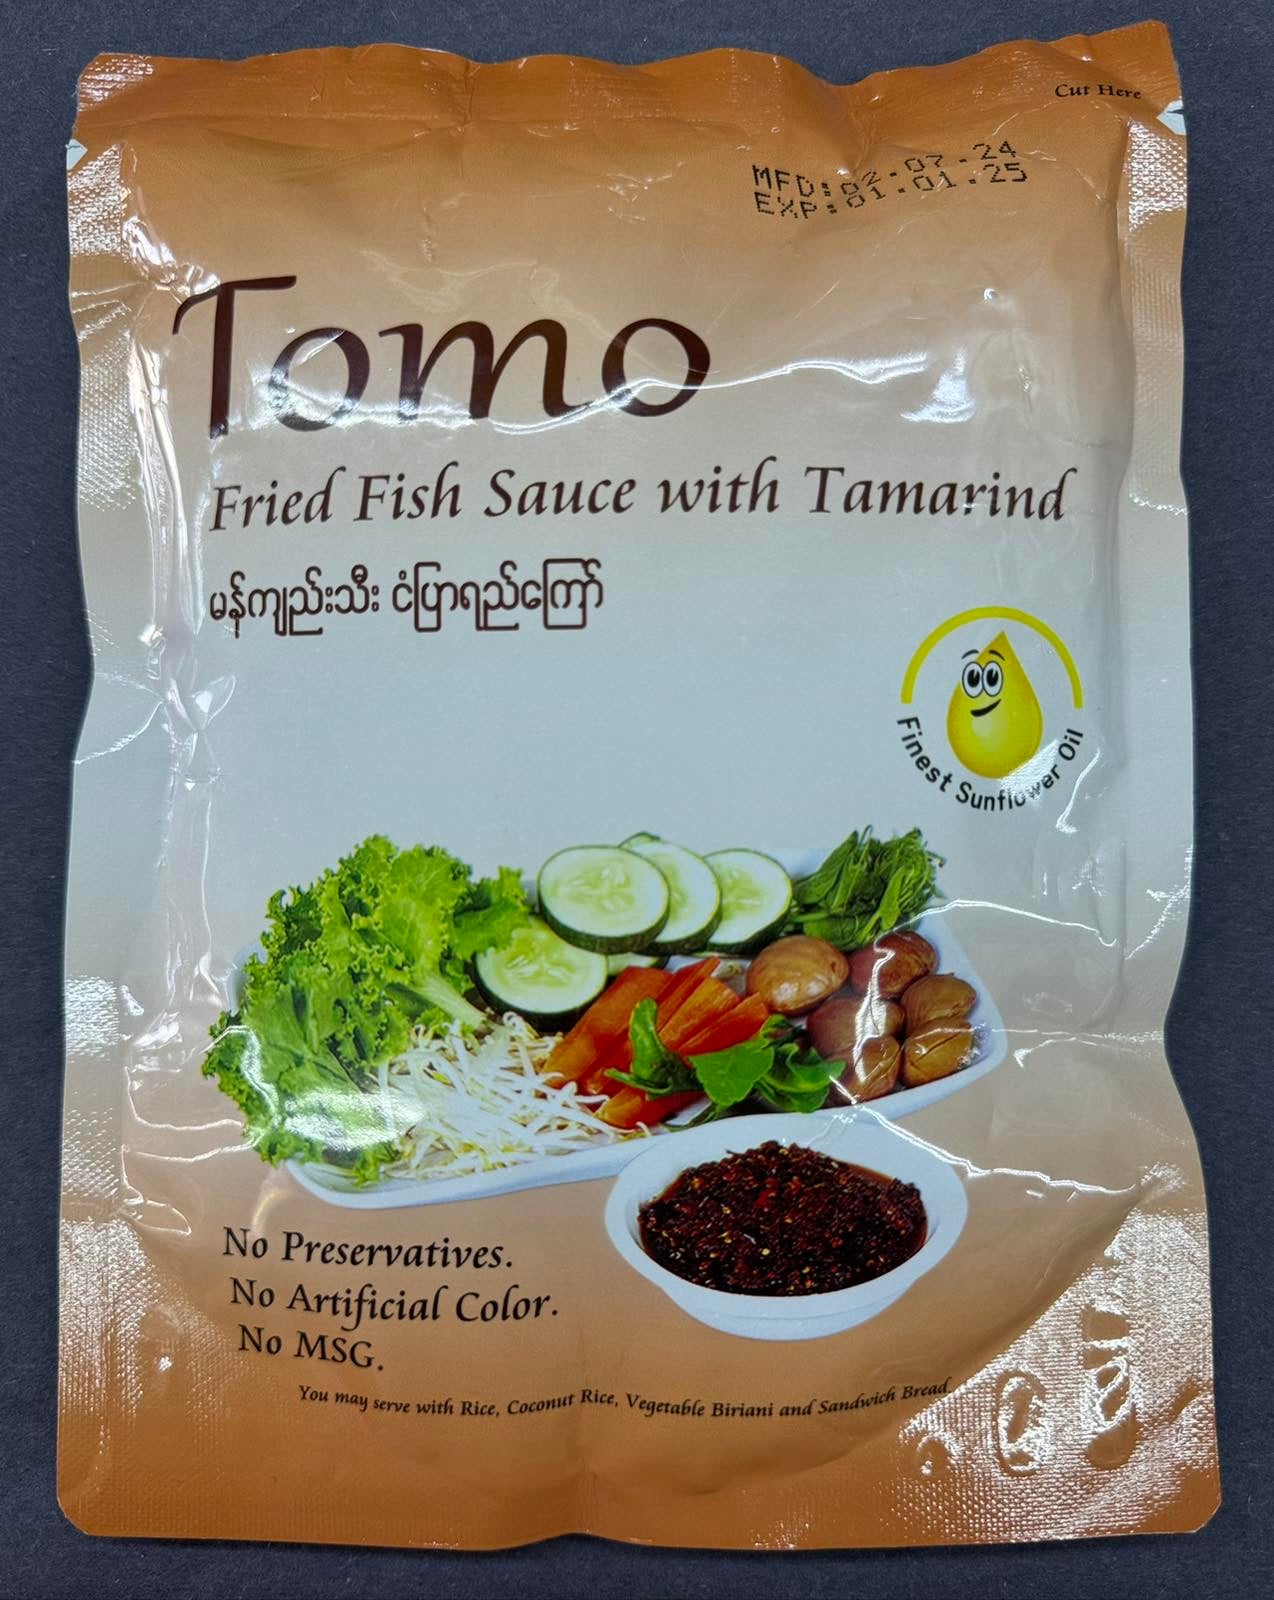 Cut Here
MFD:02.07.24
EXP:01.01.25
Tomo
Fried Fish Sauce with Tamarind
မန်ကျည်းသီး ငံပြာရည်ကြော်
Finest Sunflower Oil
No Preservatives.
No Artificial Color.
No MSG.
You may serve with Rice, Coconut Rice, Vegetable Biriani and Sandwich Bread.